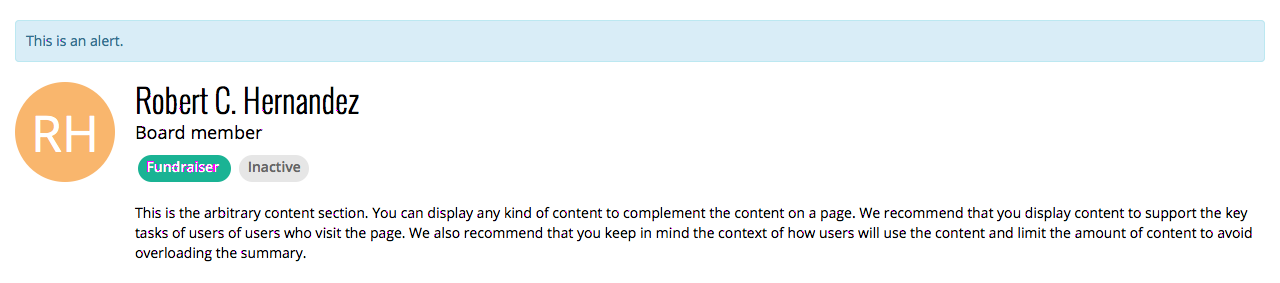 This is an alert.
RH
Robert C. Hernandez
Board member
Fundraiser Inactive
This is the arbitrary content section. You can display any kind of content to complement the content on a page. We recommend that you display content to support the key
tasks of users of users who visit the page. We also recommend that you keep in mind the context of how users will use the content and limit the amount of content to avoid
overloading the summary.